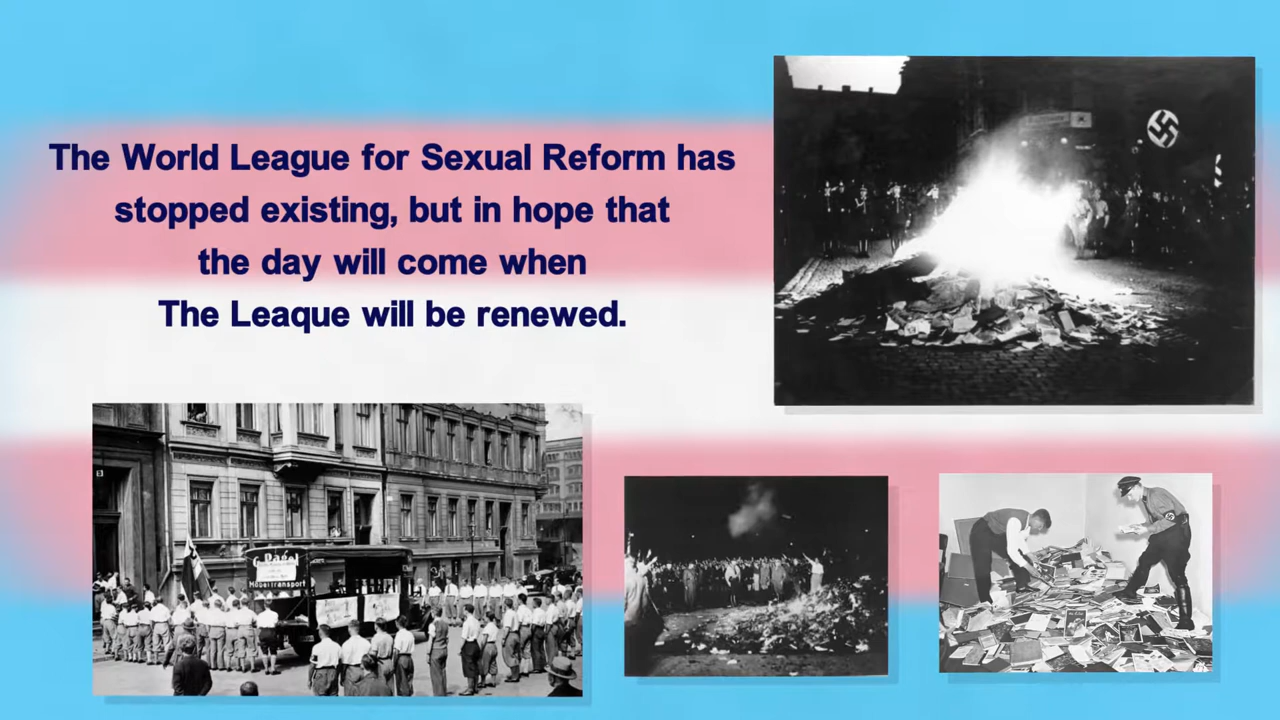 The World League for Sexual Reform has
stopped existing, but in hope that
the day will come when
The Leaque will be renewed.
Möbeltransport